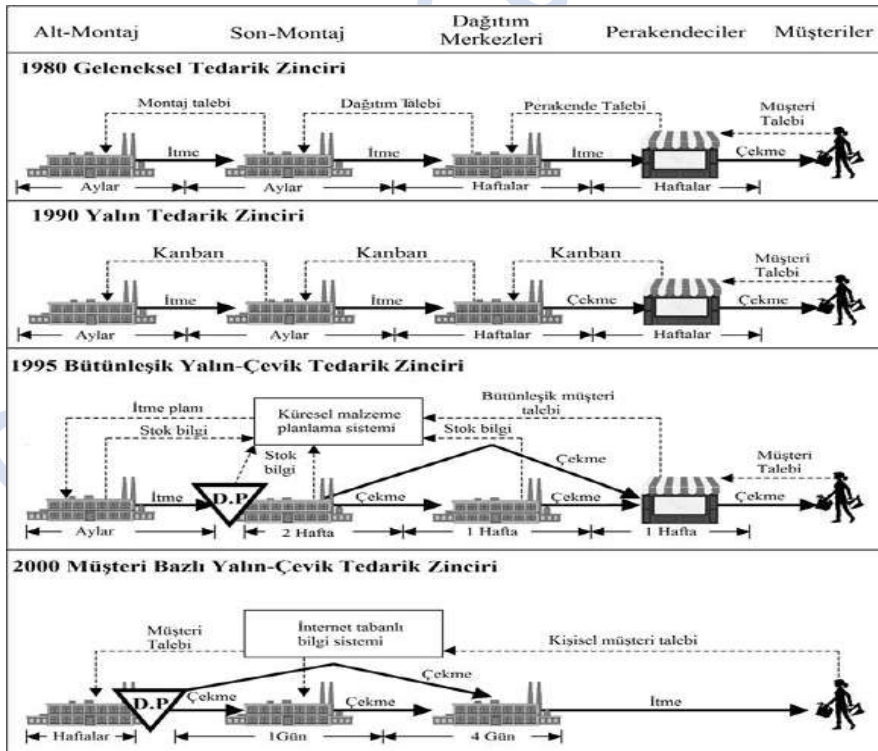 Alt-Montaj Son-Montaj Dağıtım Merkezleri Perakendeciler Müşteriler
1980 Geleneksel Tedarik Zinciri
Montaj talebi Dağıtım Talebi Perakende Talebi Müşteri Talebi
İtme İtme İtme Çekme
Aylar Aylar Haftalar Haftalar
1990 Yalın Tedarik Zinciri
Kanban Kanban Kanban Müşteri Talebi
İtme İtme Çekme Çekme
Aylar Aylar Haftalar Haftalar
1995 Bütünleşik Yalın-Çevik Tedarik Zinciri
İtme planı
Küresel malzeme planlama sistemi
Bütünleşik müşteri talebi
Stok bilgi Stok bilgi Stok bilgi
Çekme
Müşteri Talebi
İtme D.P. Çekme Çekme Çekme
Aylar 2 Hafta 1 Hafta 1 Hafta
2000 Müşteri Bazlı Yalın-Çevik Tedarik Zinciri
Müşteri Talebi
İnternet tabanlı bilgi sistemi
Kişisel müşteri talebi
Çekme
D.P. Çekme Çekme İtme
Haftalar 1Gün 4 Gün